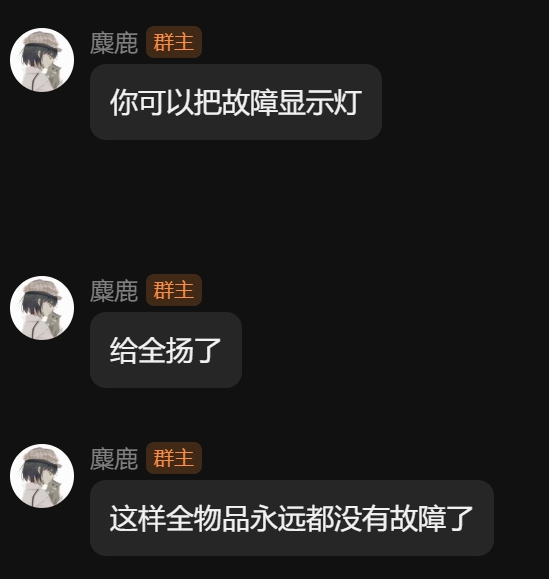 麋鹿 群主
你可以把故障显示灯
麋鹿 群主
给全扬了
麋鹿 群主
这样全物品永远都没有故障了